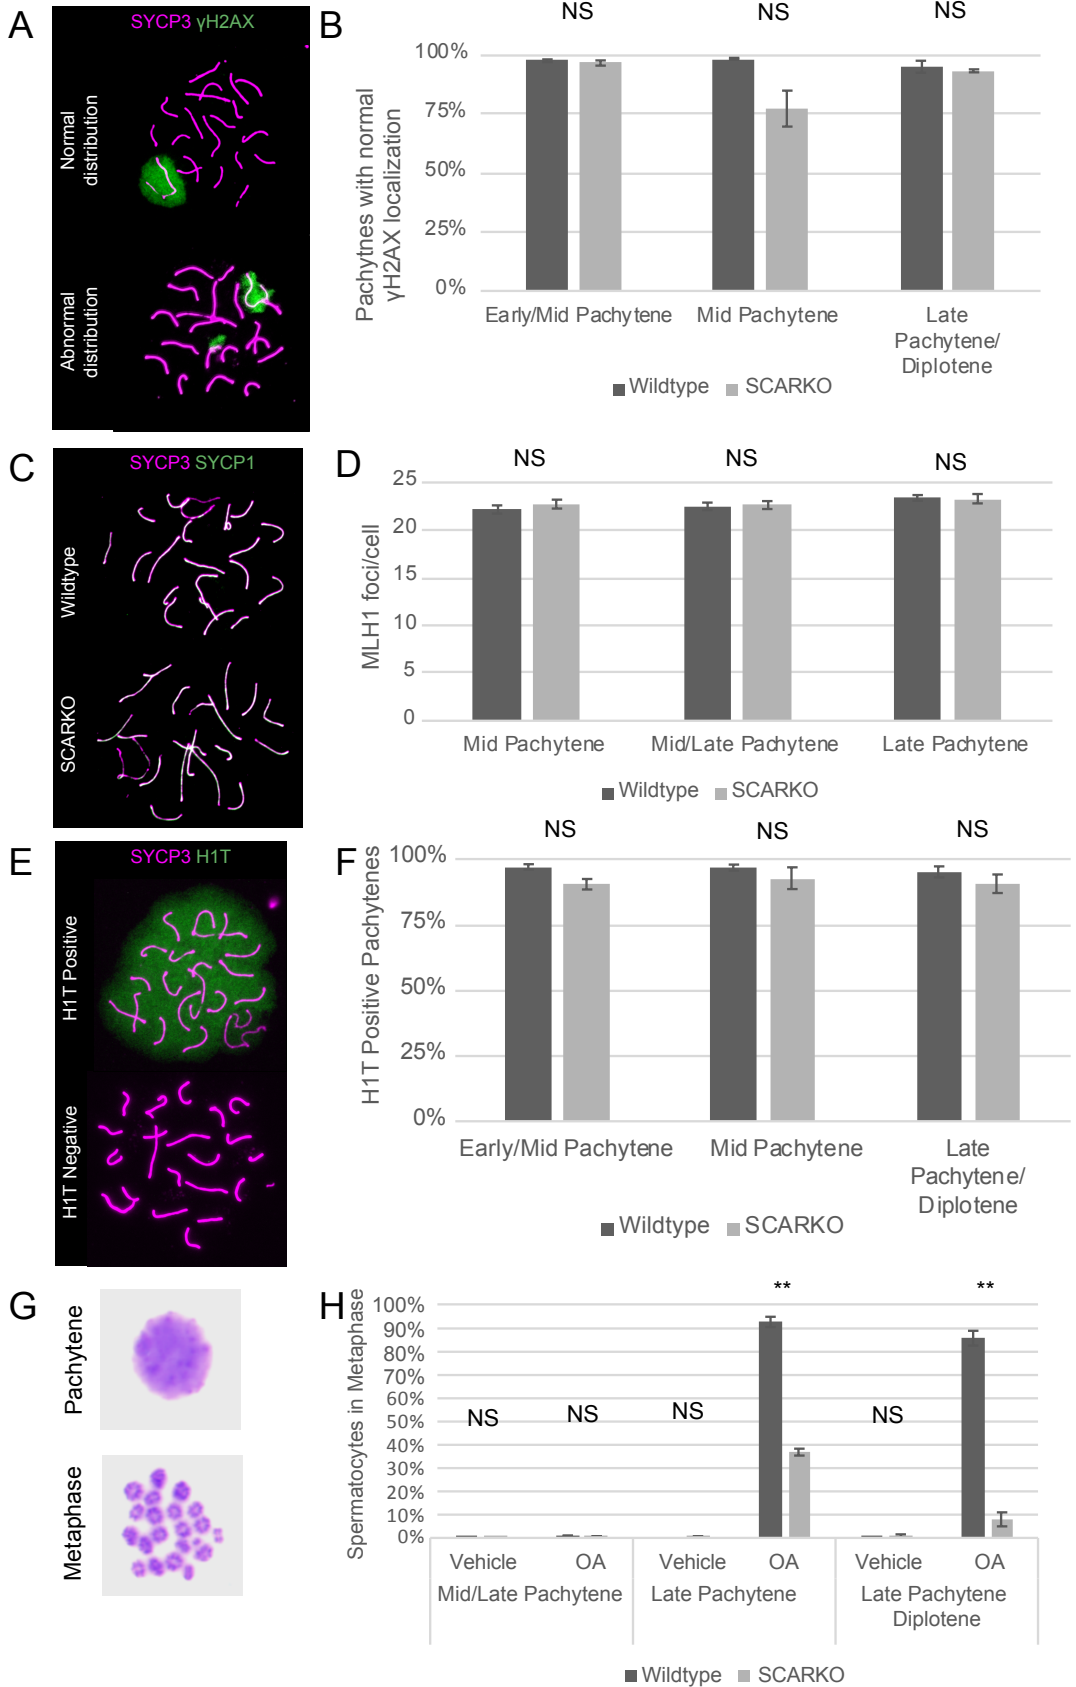 A
SYCP3 γH2AX
Normal
distribution
Abnormal
distribution
B
NS
NS
NS
Pachytnes with normal
γH2AX localization
100%
75%
50%
25%
0%
Early/Mid Pachytene
Mid Pachytene
Late
Pachytene/
Diplotene
Wildtype
SCARKO
C
SYCP3 SYCP1
Wildtype
SCARKO
D
NS
NS
NS
MLH1 foci/cell
25
20
15
10
5
0
Mid Pachytene
Mid/Late Pachytene
Late Pachytene
Wildtype
SCARKO
E
SYCP3 H1T
H1T Positive
H1T Negative
F
NS
NS
NS
H1T Positive Pachytenes
100%
75%
50%
25%
0%
Early/Mid Pachytene
Mid Pachytene
Late
Pachytene/
Diplotene
Wildtype
SCARKO
G
Pachytene
Metaphase
H
Spermatocytes in Metaphase
100%
90%
80%
70%
60%
50%
40%
30%
20%
10%
0%
NS
NS
NS
**
NS
**
Vehicle
OA
Vehicle
OA
Vehicle
OA
Mid/Late Pachytene
Late Pachytene
Late Pachytene
Diplotene
Wildtype
SCARKO